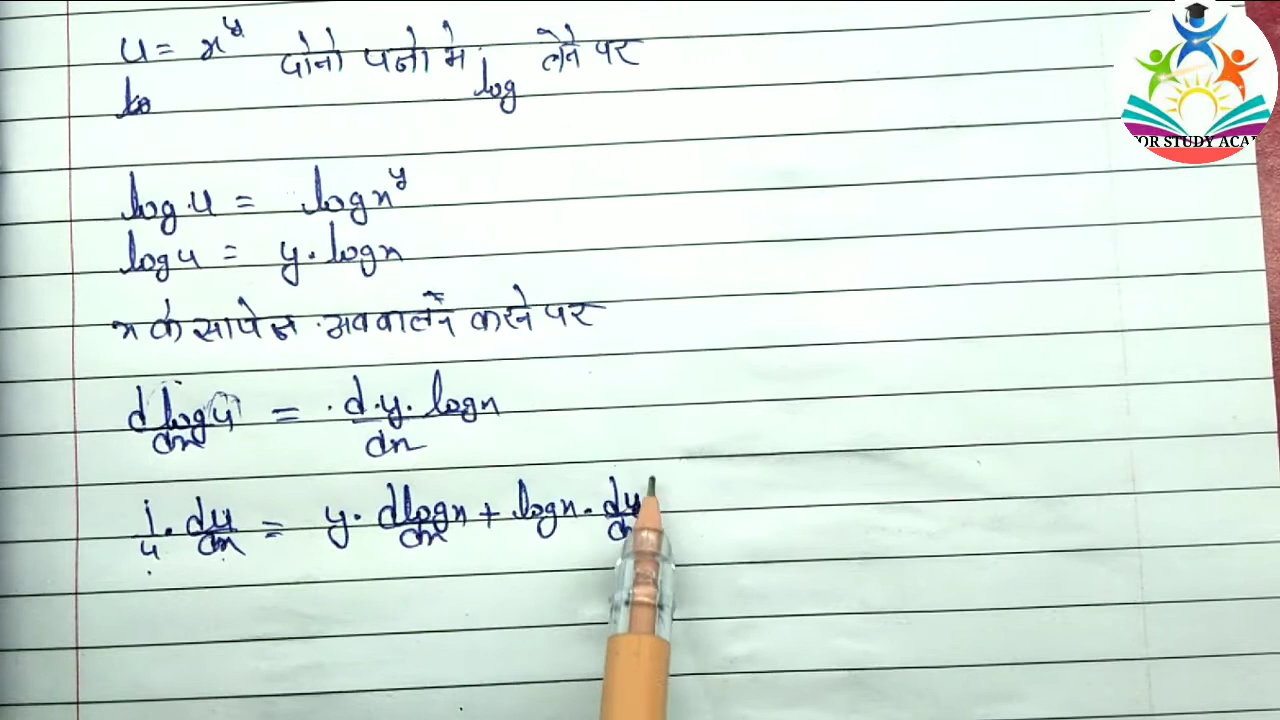 u = x^y दोनो पक्षो मे log लेने पर
log u = log x^y
log u = y. log x
x के सापेक्ष अवकलन करने पर
d log u / dx = d.y. log x / dx
1/u . du/dx = y. d log x / dx + log x . dy/dx
OR STUDY ACA